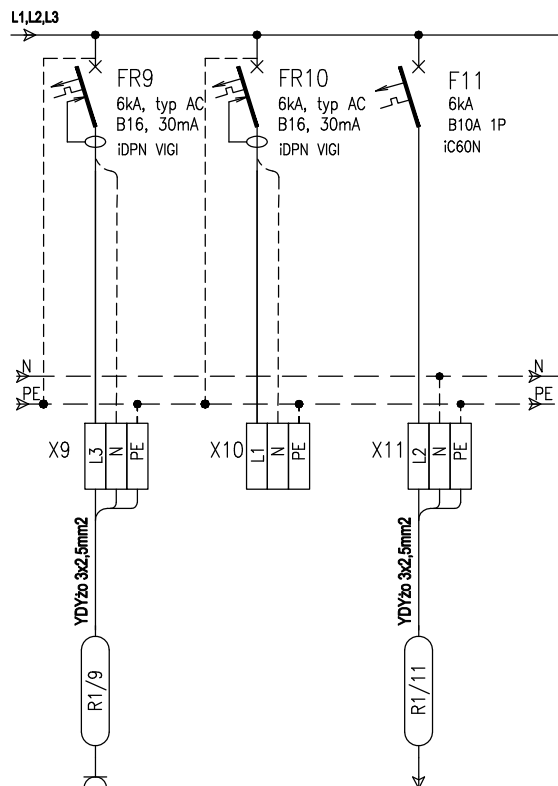 L1,L2,L3
FR9
6kA, typ AC
B16, 30mA
iDPN VIGI
FR10
6kA, typ AC
B16, 30mA
iDPN VIGI
F11
6kA
B10A 1P
iC60N
N
N
PE
PE
X9
L3
N
PE
X10
L1
N
PE
X11
L2
N
PE
YDYżo 3x2,5mm2
YDYżo 3x2,5mm2
R1/9
R1/11